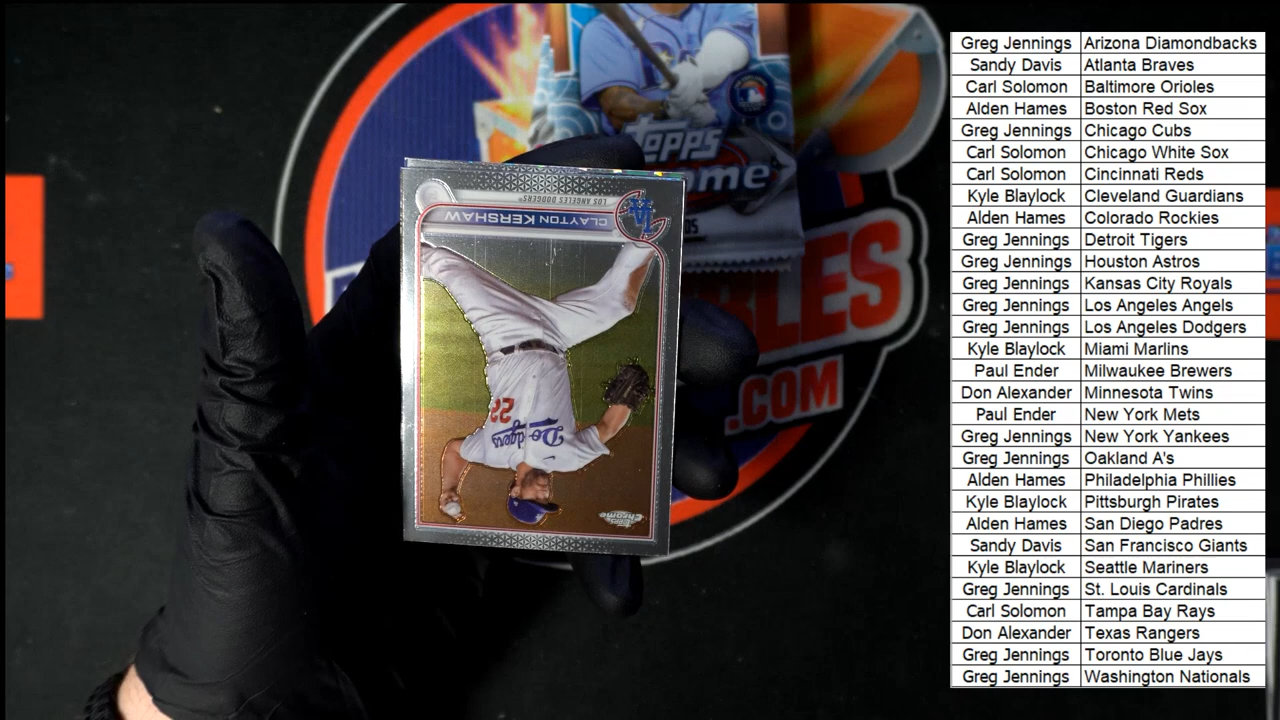 Greg Jennings Arizona Diamondbacks
Sandy Davis Atlanta Braves
Carl Solomon Baltimore Orioles
Alden Hames Boston Red Sox
Greg Jennings Chicago Cubs
Carl Solomon Chicago White Sox
Carl Solomon Cincinnati Reds
Kyle Blaylock Cleveland Guardians
Alden Hames Colorado Rockies
Greg Jennings Detroit Tigers
Greg Jennings Houston Astros
Greg Jennings Kansas City Royals
Greg Jennings Los Angeles Angels
Greg Jennings Los Angeles Dodgers
Kyle Blaylock Miami Marlins
Paul Ender Milwaukee Brewers
Don Alexander Minnesota Twins
Paul Ender New York Mets
Greg Jennings New York Yankees
Greg Jennings Oakland A's
Alden Hames Philadelphia Phillies
Kyle Blaylock Pittsburgh Pirates
Alden Hames San Diego Padres
Sandy Davis San Francisco Giants
Kyle Blaylock Seattle Mariners
Greg Jennings St. Louis Cardinals
Carl Solomon Tampa Bay Rays
Don Alexander Texas Rangers
Greg Jennings Toronto Blue Jays
Greg Jennings Washington Nationals
Topps
ome
BLES
.COM
LOS ANGELES DODGERS®
CLAYTON KERSHAW
LA
22
Dodgers
Topps
Chrome